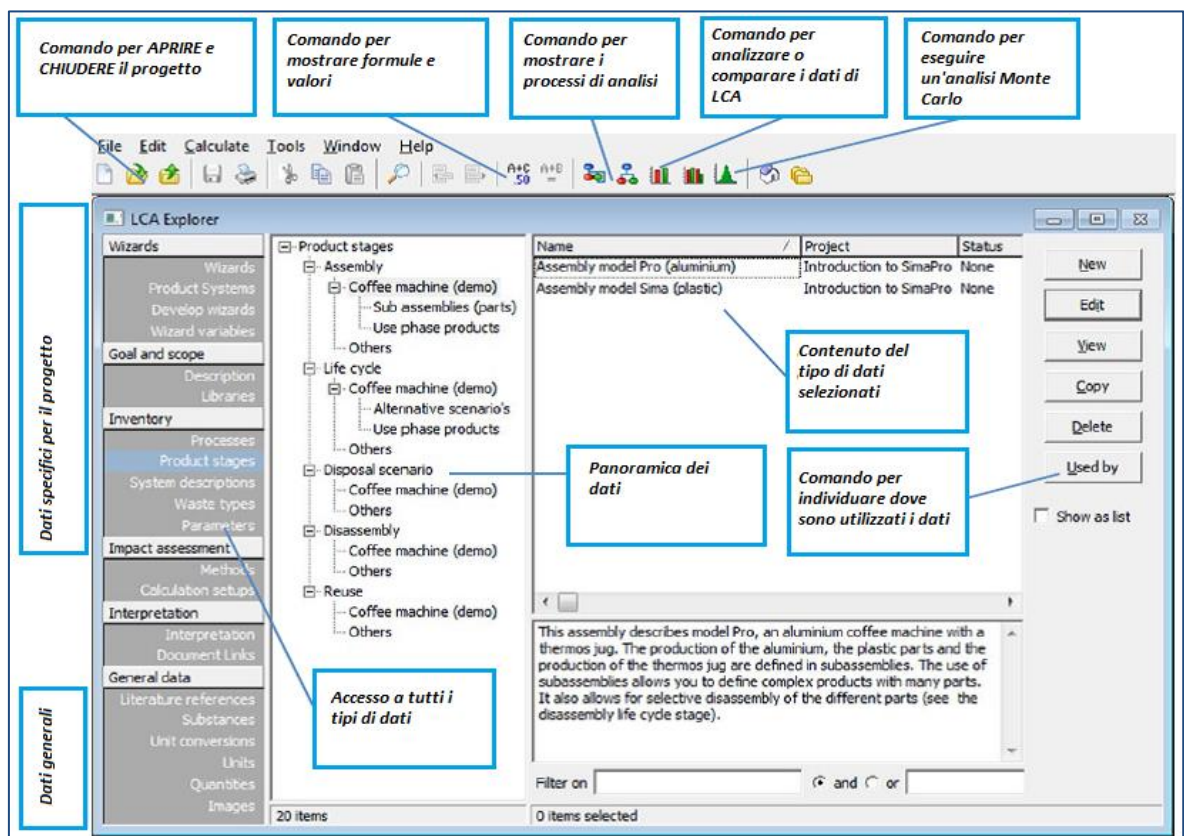 Comando per APRIRE e
CHIUDERE il progetto
Comando per
mostrare formule e
valori
Comando per
mostrare i
processi di analisi
Comando per
analizzare o
comparare i dati di
LCA
Comando per
eseguire
un'analisi Monte
Carlo
File Edit Calculate Tools Window Help
LCA Explorer
Dati specifici per il progetto
Dati generali
Wizards
Wizards
Product Systems
Develop wizards
Wizard variables
Goal and scope
Description
Libraries
Inventory
Processes
Product stages
System descriptions
Waste types
Parameters
Impact assessment
Methods
Calculation setups
Interpretation
Interpretation
Document Links
General data
Literature references
Substances
Unit conversions
Units
Quantities
Images
Product stages
Assembly
Coffee machine (demo)
Sub assemblies (parts)
Use phase products
Others
Life cycle
Coffee machine (demo)
Alternative scenario's
Use phase products
Others
Disposal scenario
Coffee machine (demo)
Others
Disassembly
Coffee machine (demo)
Others
Reuse
Coffee machine (demo)
Others
20 items
Name / Project Status
Assembly model Pro (aluminium) Introduction to SimaPro None
Assembly model Sima (plastic) Introduction to SimaPro None
Contenuto del
tipo di dati
selezionati
Panoramica dei
dati
Comando per
individuare dove
sono utilizzati i dati
Accesso a tutti i
tipi di dati
This assembly describes model Pro, an aluminium coffee machine with a
thermos jug. The production of the aluminium, the plastic parts and the
production of the thermos jug are defined in subassemblies. The use of
subassemblies allows you to define complex products with many parts.
It also allows for selective disassembly of the different parts (see the
disassembly life cycle stage).
Filter on and or
0 items selected
New
Edit
View
Copy
Delete
Used by
Show as list